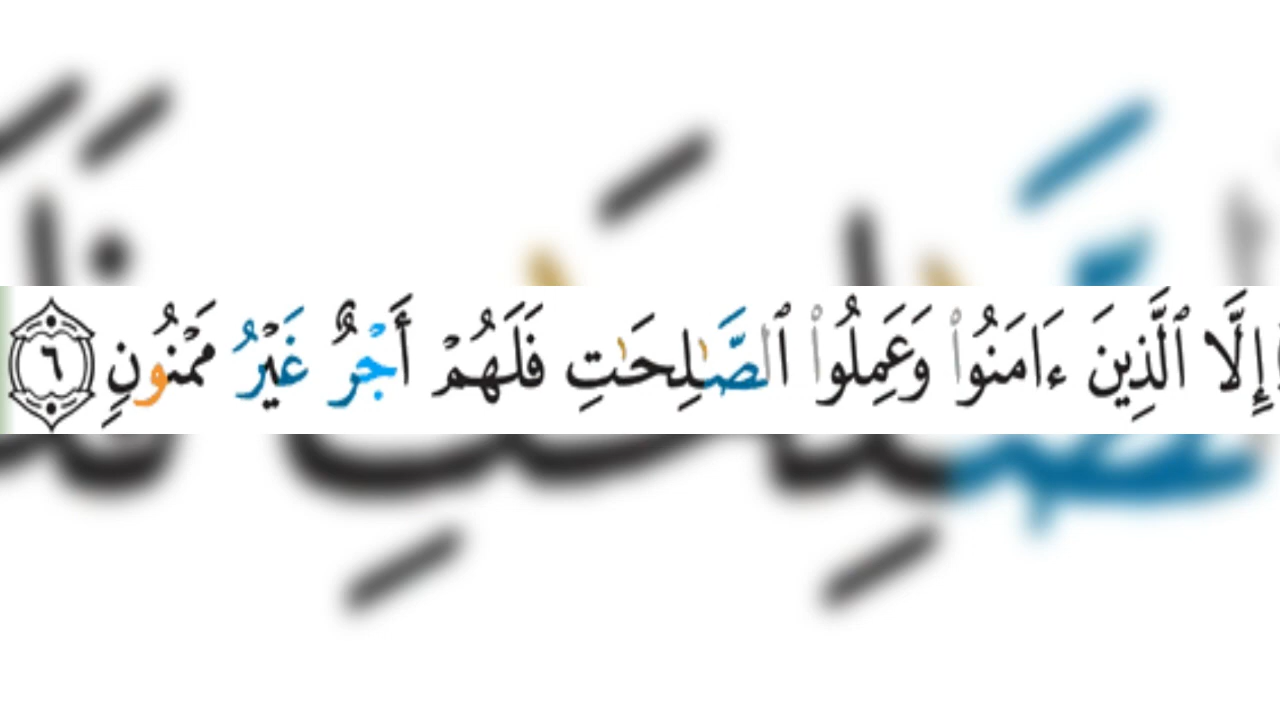 إِلَّا ٱلَّذِينَ ءَامَنُوا۟ وَعَمِلُوا۟ ٱلصَّـٰلِحَـٰتِ فَلَهُمْ أَجْرٌ غَيْرُ مَمْنُونٍ ٦